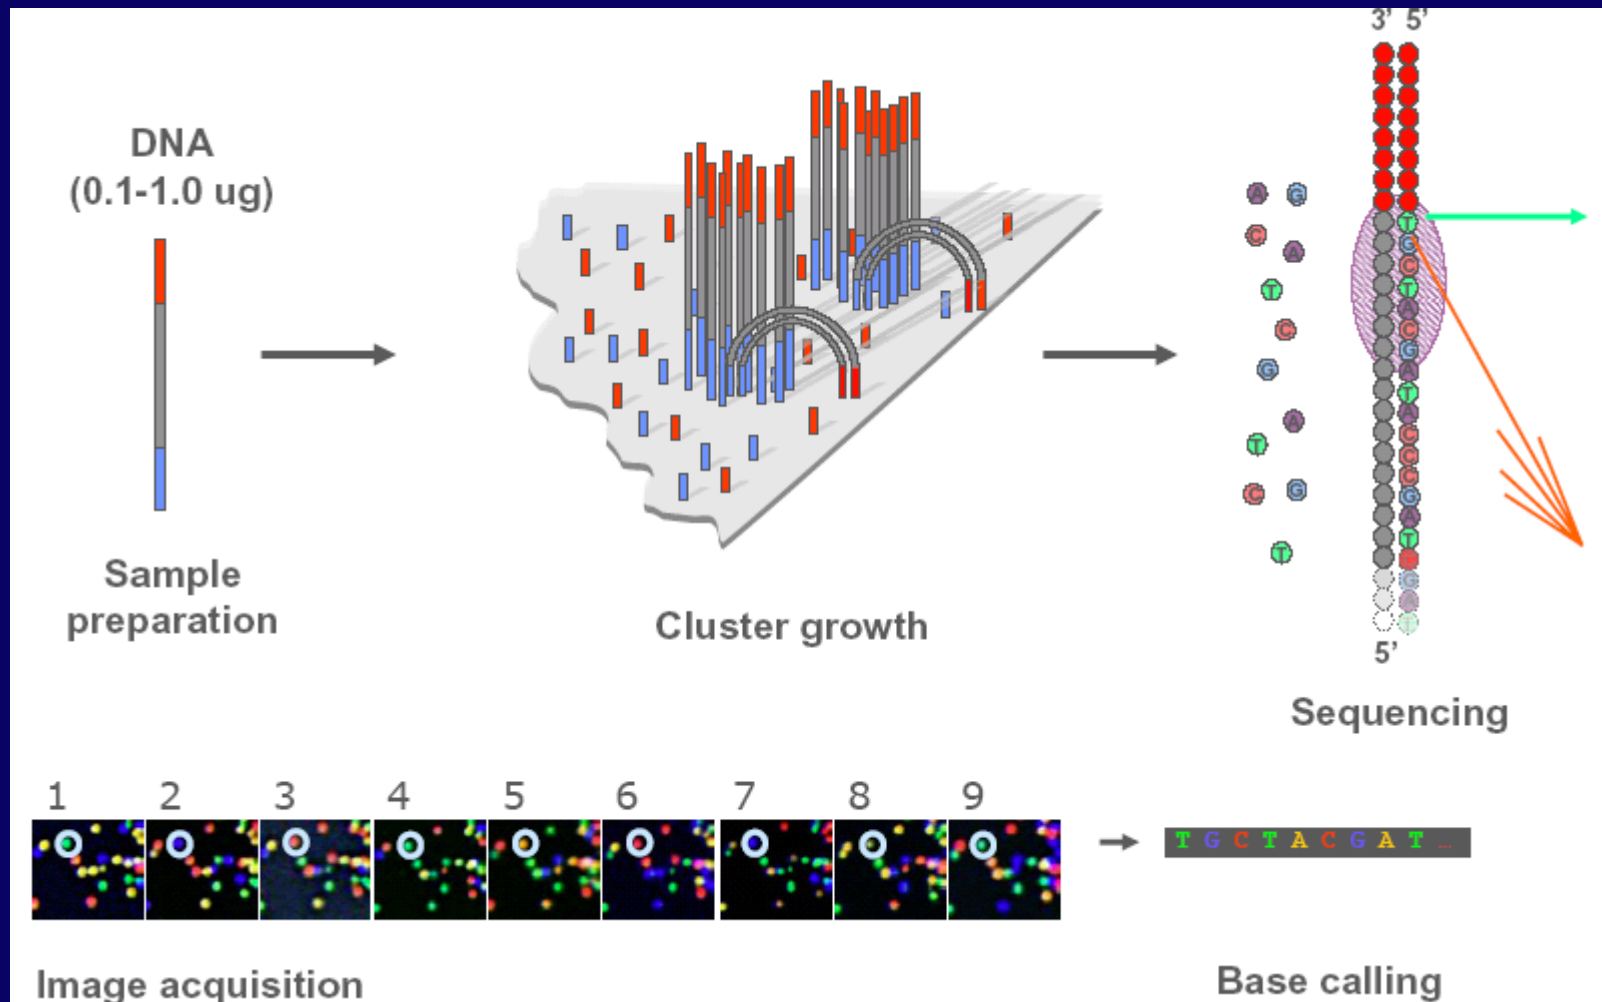 DNA
(0.1-1.0 ug)
Sample
preparation
Cluster growth
3' 5'
A G
C
A
T
C
G
A
T
C G
T
T
G
C
T
A
C
G
A
T
A
C
C
C
G
A
T
C
G
A
T
5'
Sequencing
1 2 3 4 5 6 7 8 9
T G C T A C G A T ...
Image acquisition
Base calling